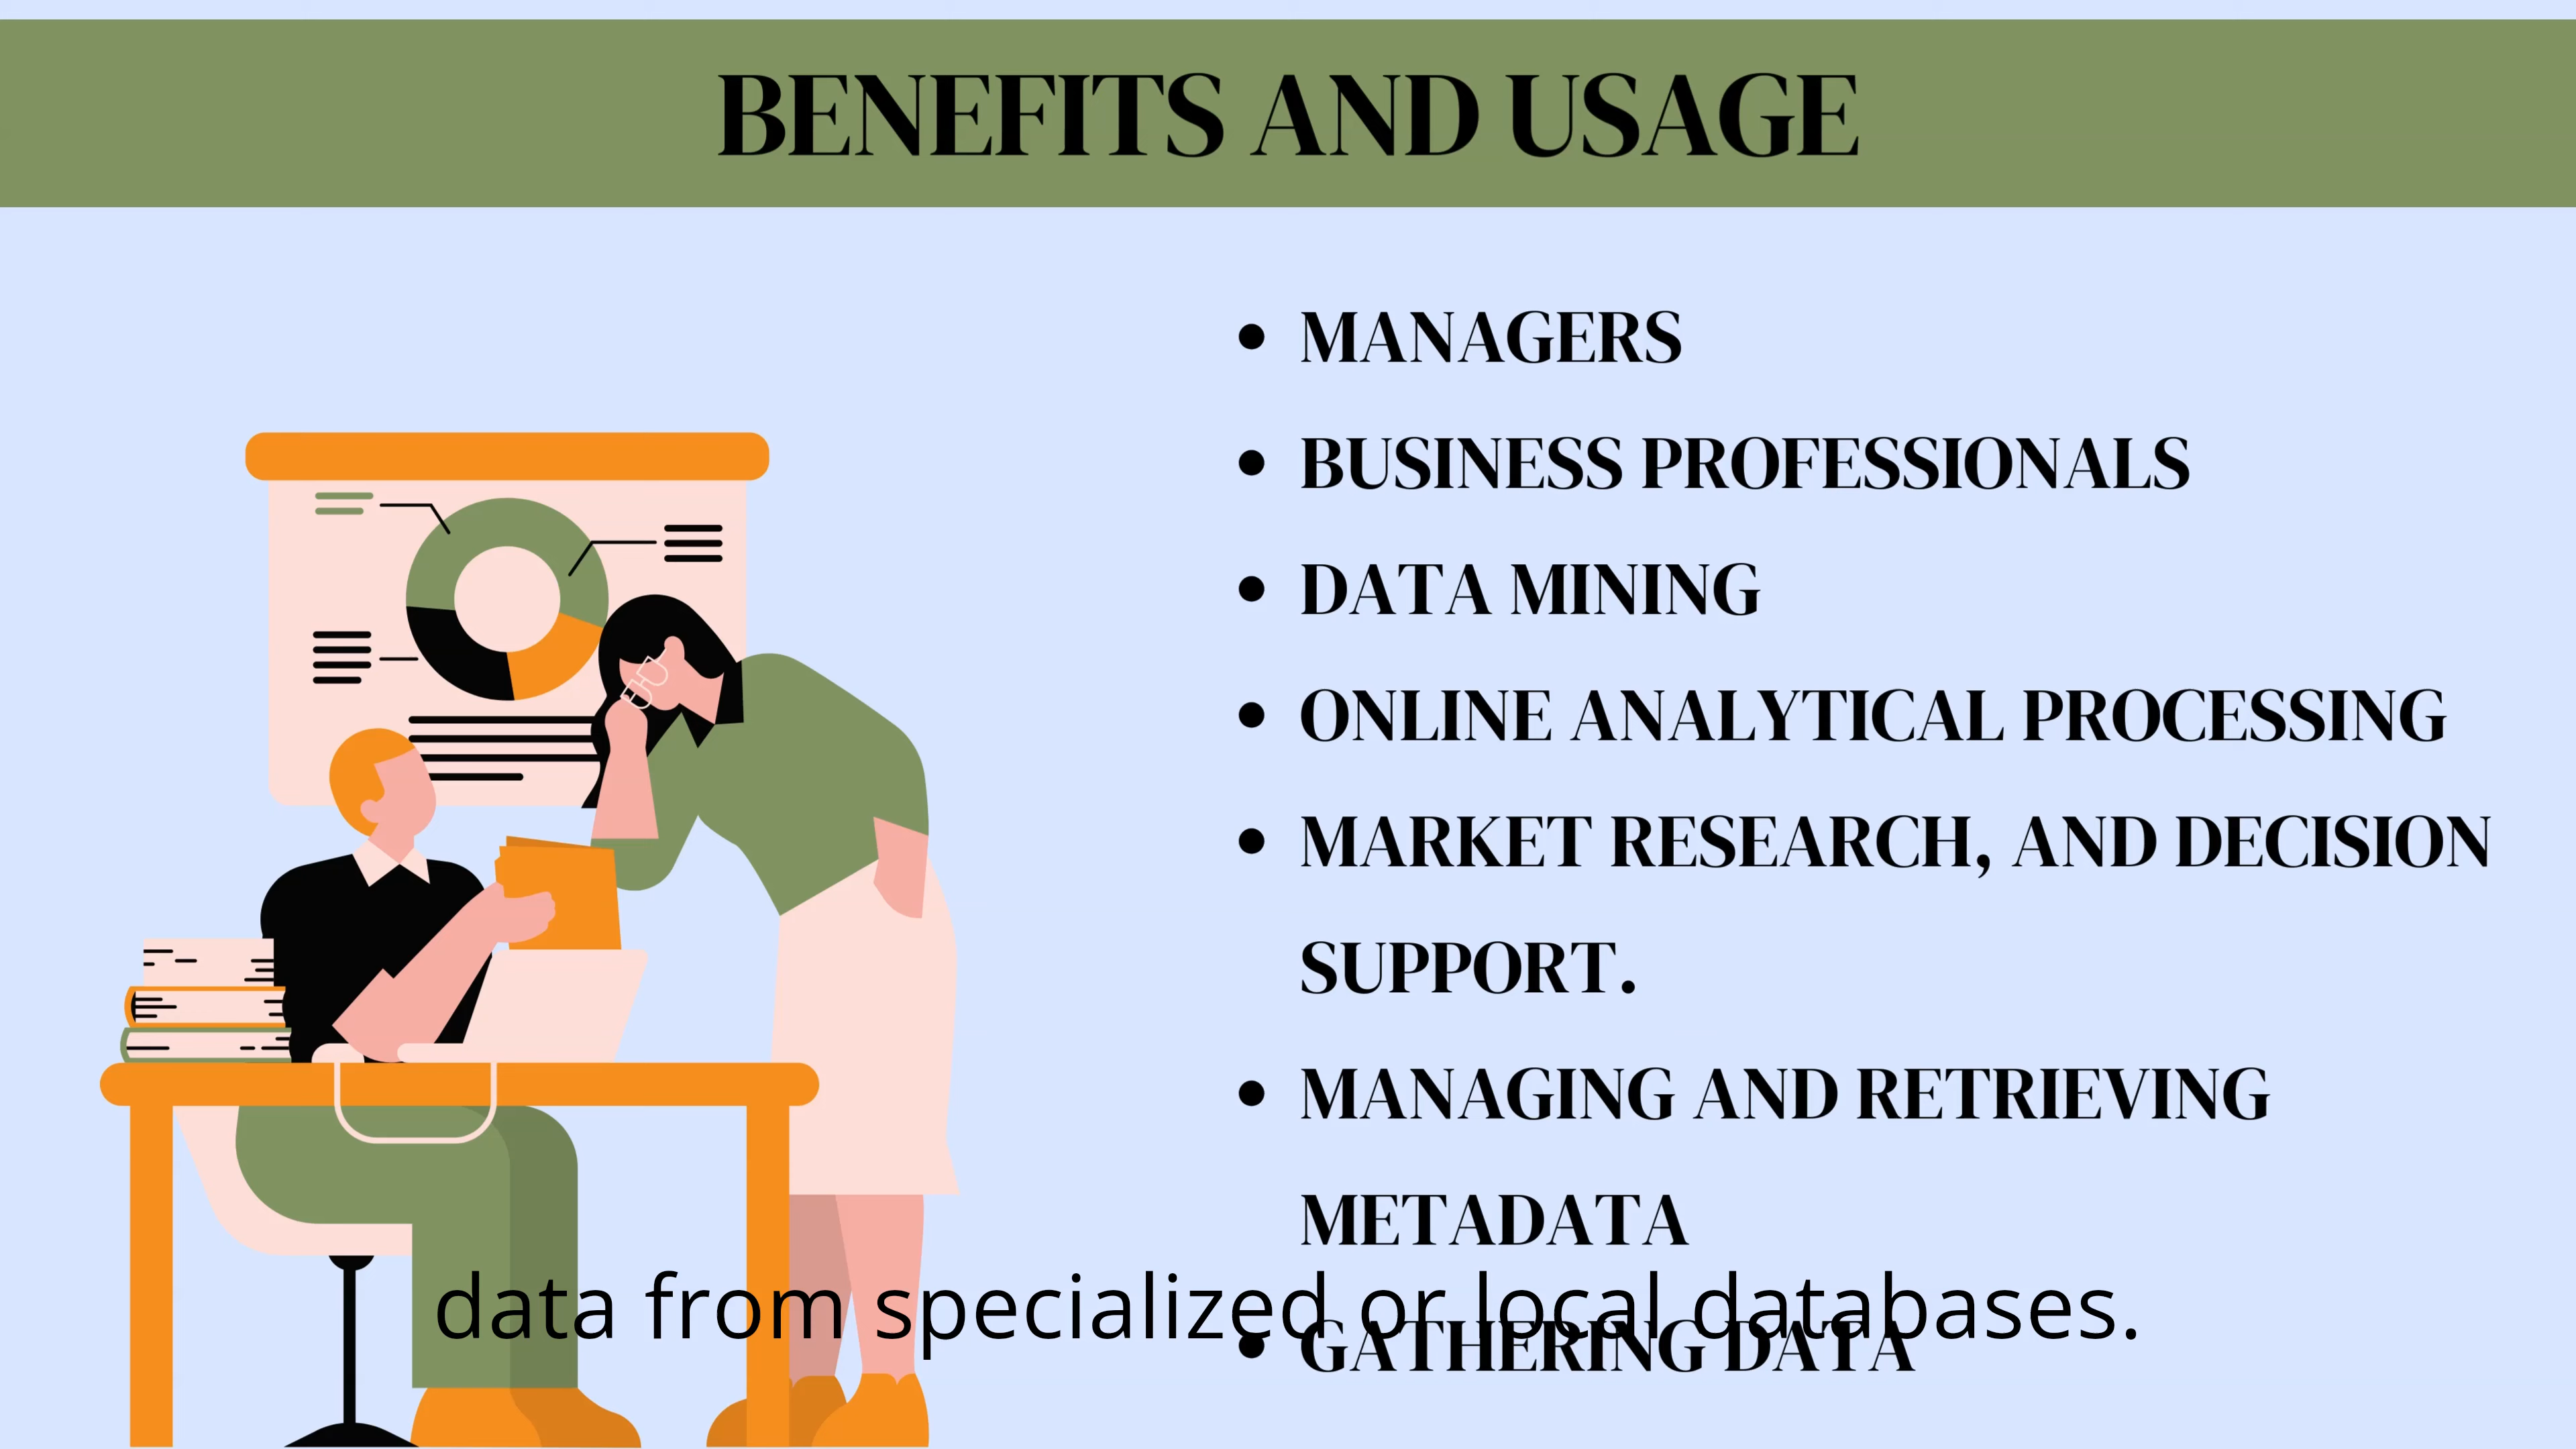 BENEFITS AND USAGE
• MANAGERS
• BUSINESS PROFESSIONALS
• DATA MINING
• ONLINE ANALYTICAL PROCESSING
• MARKET RESEARCH, AND DECISION
SUPPORT.
• MANAGING AND RETRIEVING
METADATA
data from specialized or local databases.
• GATHERING DATA